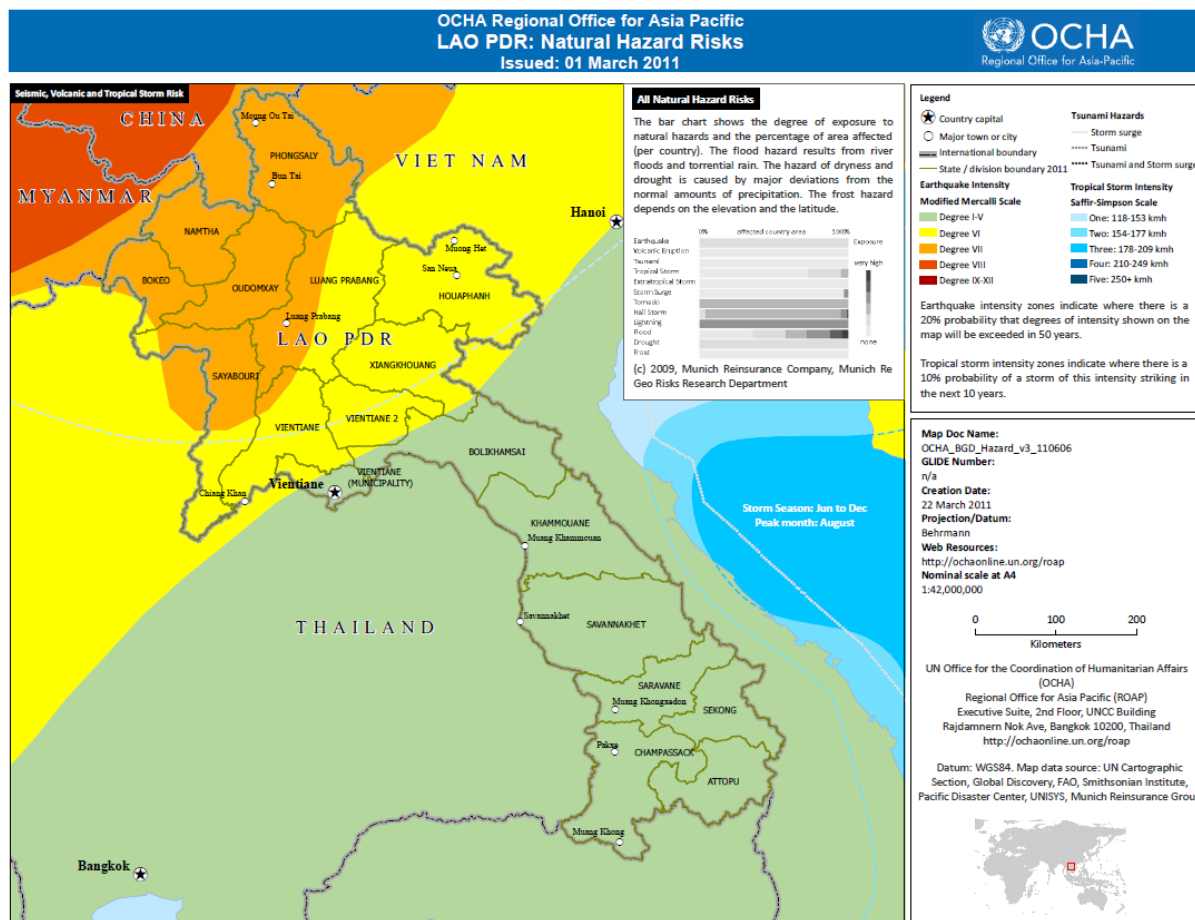 OCHA Regional Office for Asia Pacific
LAO PDR: Natural Hazard Risks
Issued: 01 March 2011
OCHA
Regional Office for Asia-Pacific
Seismic, Volcanic and Tropical Storm Risk
CHINA
MYANMAR
VIET NAM
Moung Ou Tai
PHONGSALY
Bun Tai
Hanoi
NAMTHA
Muong Het
BOKEO
LUANG PRABANG
San Neua
OUDOMXAY
HOUAPHANH
Luang Prabang
LAO PDR
XIANGKHOUANG
SAYABOURI
VIENTIANE
VIENTIANE 2
BOLIKHAMSAI
Chiang Khan
Vientiane
VIENTIANE
(MUNICIPALITY)
KHAMMOUANE
Muang Khammouan
Storm Season: Jun to Dec
Peak month: August
THAILAND
Savannakhet
SAVANNAKHET
SARAVANE
Muang Khongxedon
SEKONG
Pakxe
CHAMPASSACK
ATTOPU
Muang Khong
Bangkok
All Natural Hazard Risks
The bar chart shows the degree of exposure to
natural hazards and the percentage of area affected
(per country). The flood hazard results from river
floods and torrential rain. The hazard of dryness and
drought is caused by major deviations from the
normal amounts of precipitation. The frost hazard
depends on the elevation and the latitude.
0% affected country area 100%
Exposure
Earthquake
Volcanic Eruption
Tsunami
Tropical Storm
Extratropical Storm
Storm Surge
Tornado
Hail Storm
Lightning
Flood
Drought
Frost
very high
none
(c) 2009, Munich Reinsurance Company, Munich Re
Geo Risks Research Department
Legend
Country capital
Major town or city
International boundary
State / division boundary 2011
Earthquake Intensity
Modified Mercalli Scale
Degree I-V
Degree VI
Degree VII
Degree VIII
Degree IX-XII
Tsunami Hazards
Storm surge
Tsunami
Tsunami and Storm surge
Tropical Storm Intensity
Saffir-Simpson Scale
One: 118-153 kmh
Two: 154-177 kmh
Three: 178-209 kmh
Four: 210-249 kmh
Five: 250+ kmh
Earthquake intensity zones indicate where there is a
20% probability that degrees of intensity shown on the
map will be exceeded in 50 years.
Tropical storm intensity zones indicate where there is a
10% probability of a storm of this intensity striking in
the next 10 years.
Map Doc Name:
OCHA_BGD_Hazard_v3_110606
GLIDE Number:
n/a
Creation Date:
22 March 2011
Projection/Datum:
Behrmann
Web Resources:
http://ochaonline.un.org/roap
Nominal scale at A4
1:42,000,000
0 100 200
Kilometers
UN Office for the Coordination of Humanitarian Affairs
(OCHA)
Regional Office for Asia Pacific (ROAP)
Executive Suite, 2nd Floor, UNCC Building
Rajdamnern Nok Ave, Bangkok 10200, Thailand
http://ochaonline.un.org/roap
Datum: WGS84. Map data source: UN Cartographic
Section, Global Discovery, FAO, Smithsonian Institute,
Pacific Disaster Center, UNISYS, Munich Reinsurance Grou